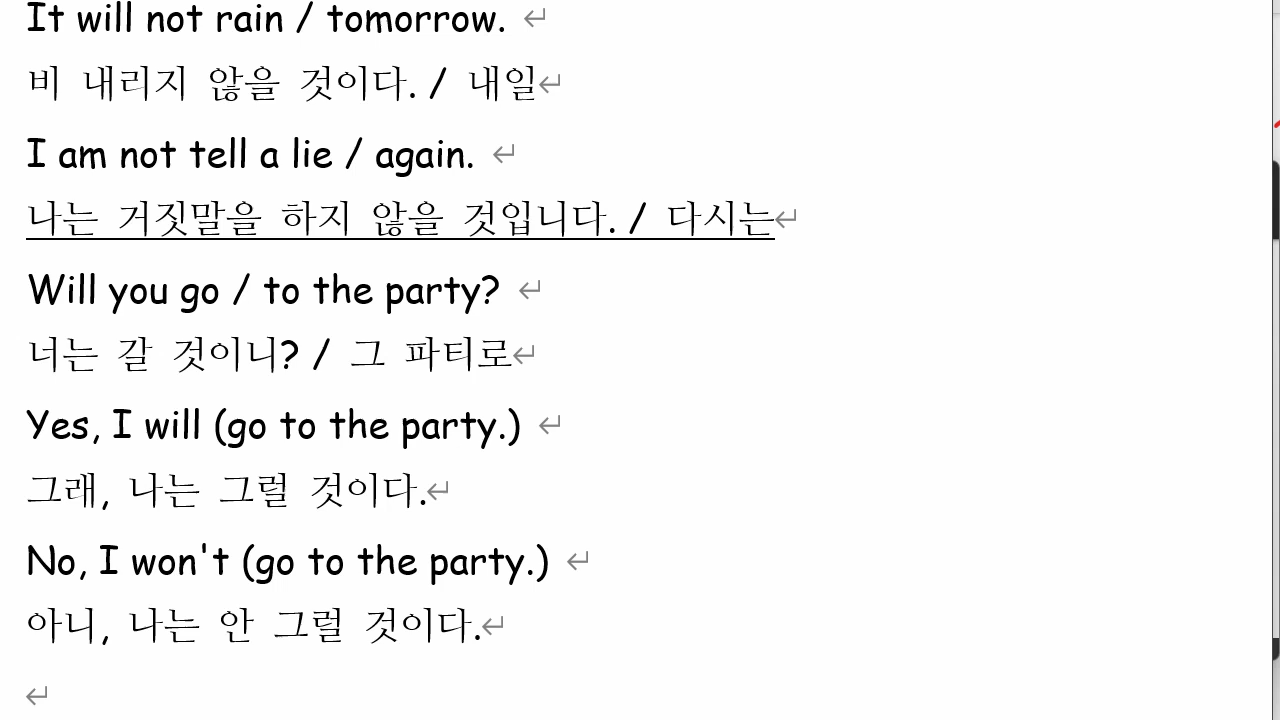 It will not rain / tomorrow.
비 내리지 않을 것이다. / 내일
I am not tell a lie / again.
나는 거짓말을 하지 않을 것입니다. / 다시는
Will you go / to the party?
너는 갈 것이니? / 그 파티로
Yes, I will (go to the party.)
그래, 나는 그럴 것이다.
No, I won't (go to the party.)
아니, 나는 안 그럴 것이다.